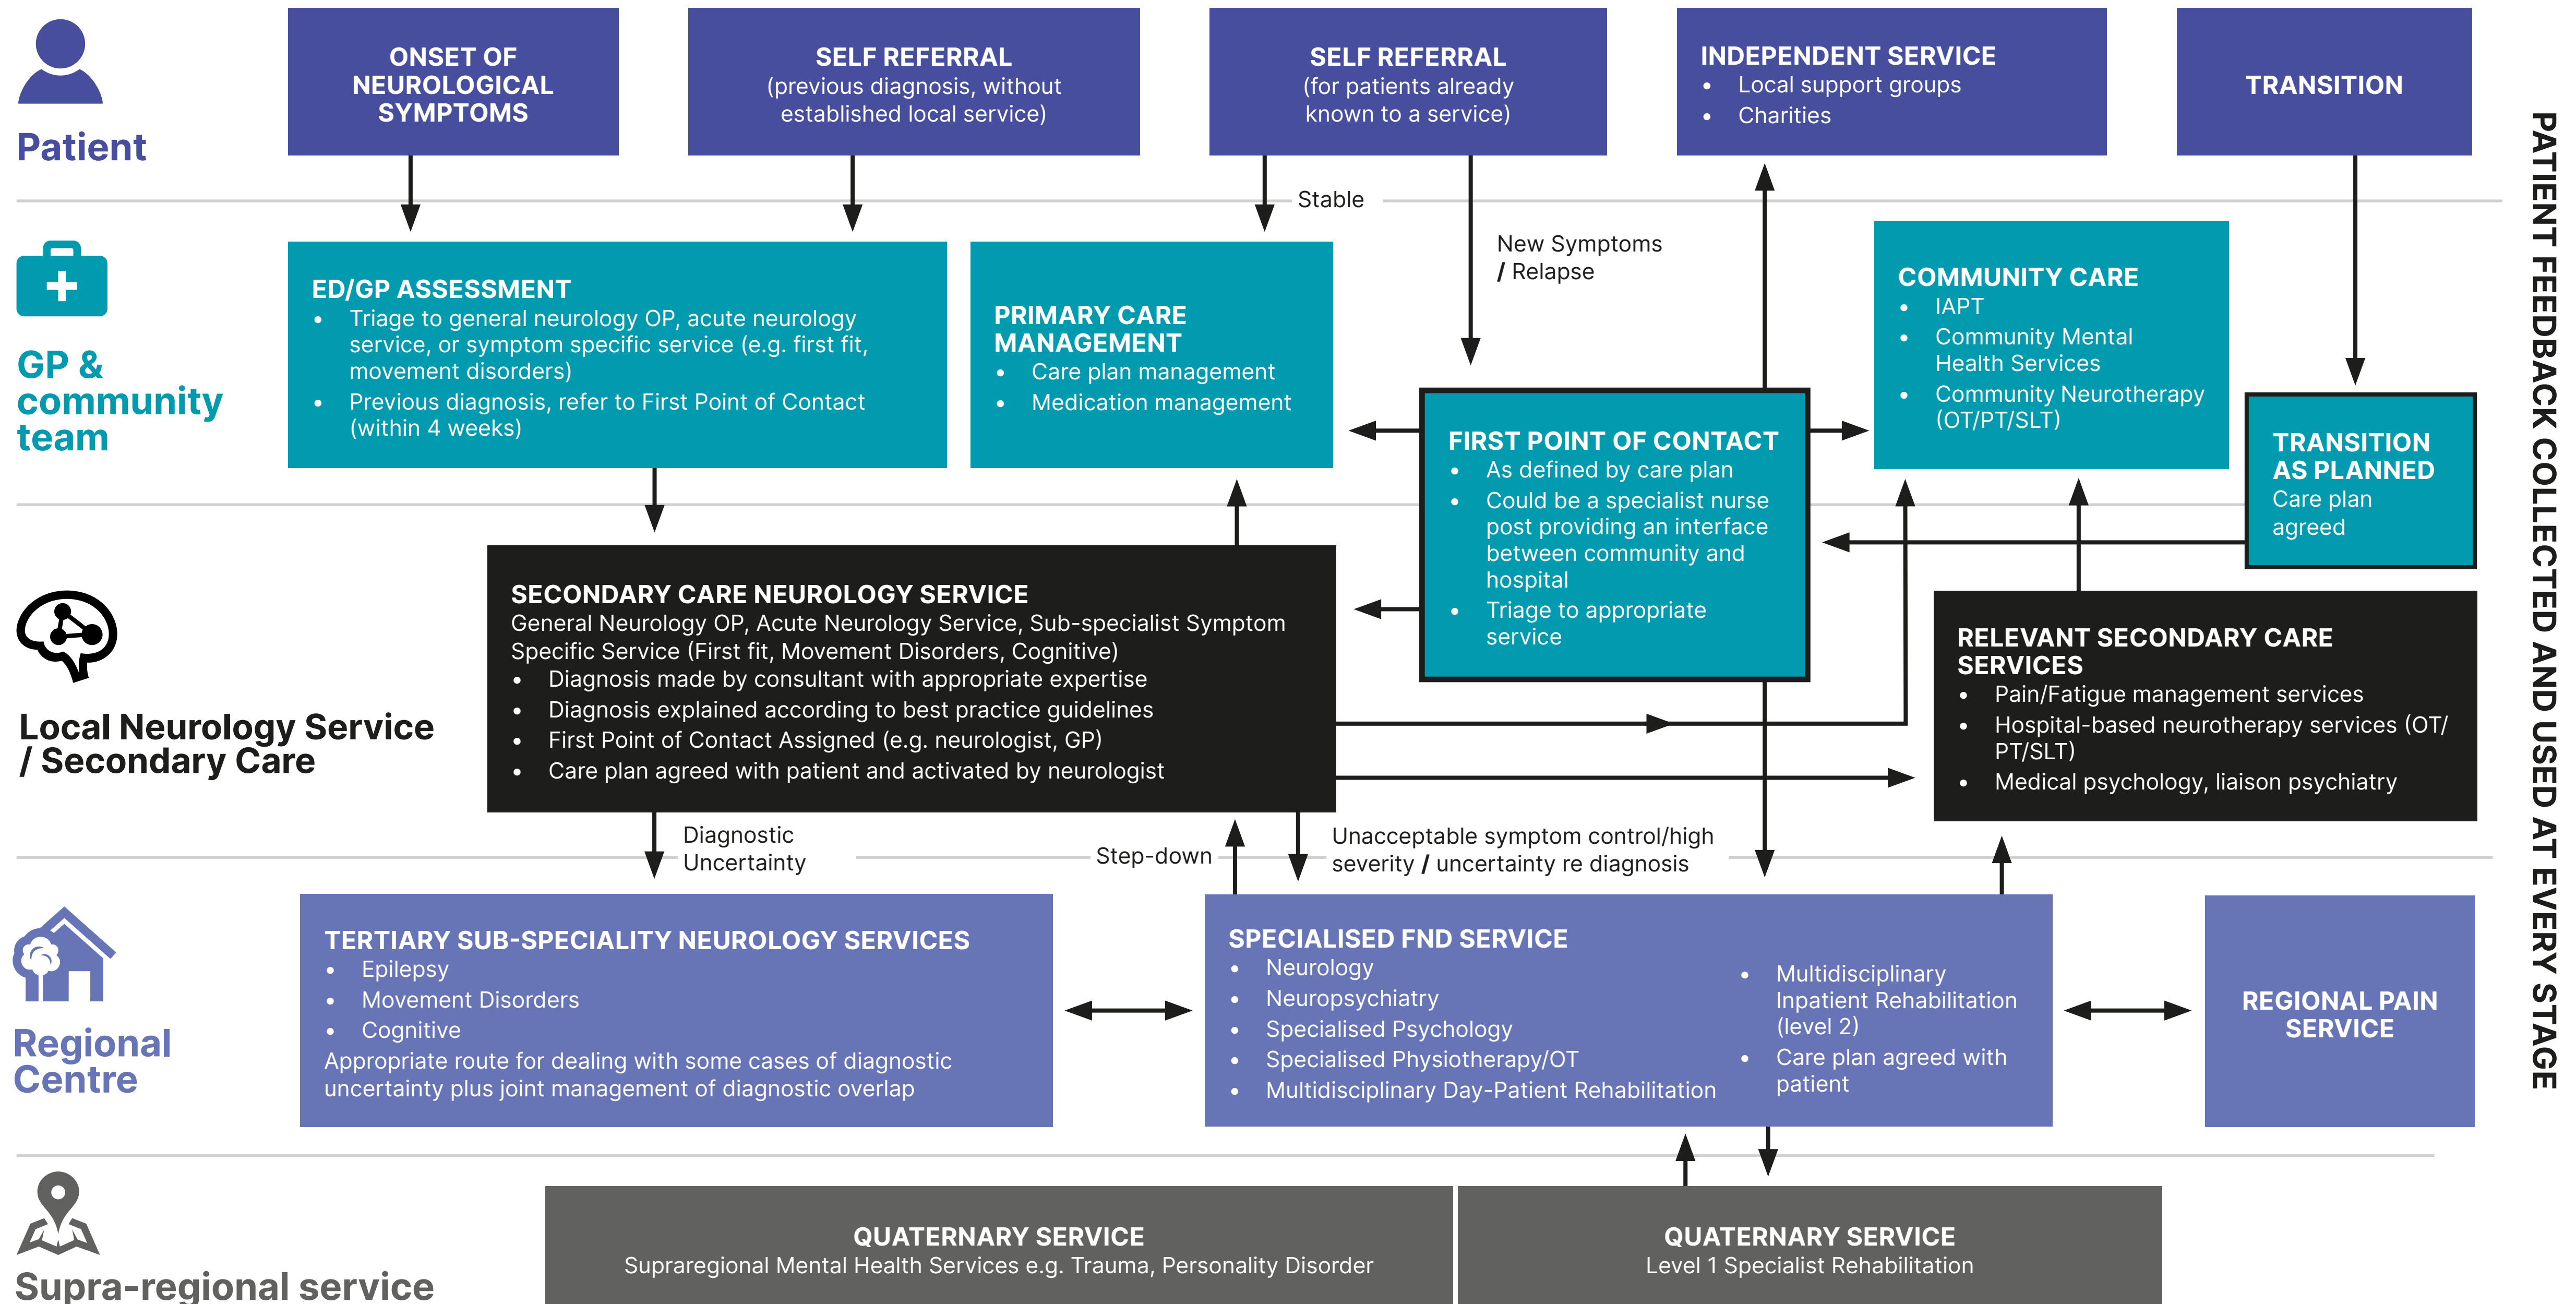 Patient
ONSET OF
NEUROLOGICAL
SYMPTOMS
SELF REFERRAL
(previous diagnosis, without
established local service)
SELF REFERRAL
(for patients already
known to a service)
INDEPENDENT SERVICE
• Local support groups
• Charities
TRANSITION
Stable
New Symptoms
/ Relapse
GP &
community
team
ED/GP ASSESSMENT
• Triage to general neurology OP, acute neurology
service, or symptom specific service (e.g. first fit,
movement disorders)
• Previous diagnosis, refer to First Point of Contact
(within 4 weeks)
PRIMARY CARE
MANAGEMENT
• Care plan management
• Medication management
FIRST POINT OF CONTACT
• As defined by care plan
• Could be a specialist nurse
post providing an interface
between community and
hospital
• Triage to appropriate
service
COMMUNITY CARE
• IAPT
• Community Mental
Health Services
• Community Neurotherapy
(OT/PT/SLT)
TRANSITION
AS PLANNED
Care plan
agreed
Local Neurology Service
/ Secondary Care
SECONDARY CARE NEUROLOGY SERVICE
General Neurology OP, Acute Neurology Service, Sub-specialist Symptom
Specific Service (First fit, Movement Disorders, Cognitive)
• Diagnosis made by consultant with appropriate expertise
• Diagnosis explained according to best practice guidelines
• First Point of Contact Assigned (e.g. neurologist, GP)
• Care plan agreed with patient and activated by neurologist
RELEVANT SECONDARY CARE
SERVICES
• Pain/Fatigue management services
• Hospital-based neurotherapy services (OT/
PT/SLT)
• Medical psychology, liaison psychiatry
Diagnostic
Uncertainty
Step-down
Unacceptable symptom control/high
severity / uncertainty re diagnosis
Regional
Centre
TERTIARY SUB-SPECIALITY NEUROLOGY SERVICES
• Epilepsy
• Movement Disorders
• Cognitive
Appropriate route for dealing with some cases of diagnostic
uncertainty plus joint management of diagnostic overlap
SPECIALISED FND SERVICE
• Neurology
• Neuropsychiatry
• Specialised Psychology
• Specialised Physiotherapy/OT
• Multidisciplinary Day-Patient Rehabilitation
• Multidisciplinary
Inpatient Rehabilitation
(level 2)
• Care plan agreed with
patient
REGIONAL PAIN
SERVICE
Supra-regional service
QUATERNARY SERVICE
Supraregional Mental Health Services e.g. Trauma, Personality Disorder
QUATERNARY SERVICE
Level 1 Specialist Rehabilitation
PATIENT FEEDBACK COLLECTED AND USED AT EVERY STAGE